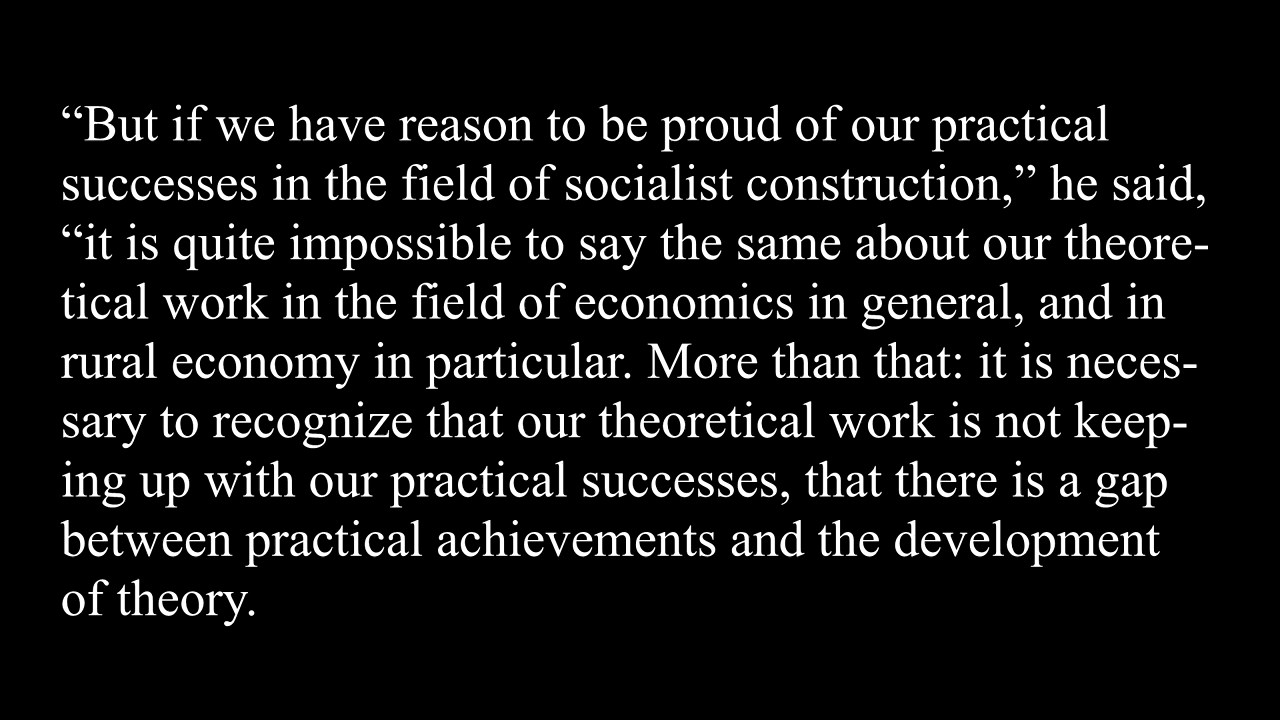 “But if we have reason to be proud of our practical
successes in the field of socialist construction,” he said,
“it is quite impossible to say the same about our theore-
tical work in the field of economics in general, and in
rural economy in particular. More than that: it is neces-
sary to recognize that our theoretical work is not keep-
ing up with our practical successes, that there is a gap
between practical achievements and the development
of theory.